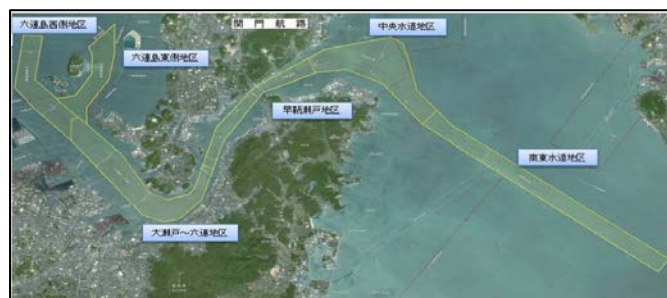 六連島西側地区
関門航路
中央水道地区
六連島東側地区
早鞆瀬戸地区
南東水道地区
大瀬戸～六連地区